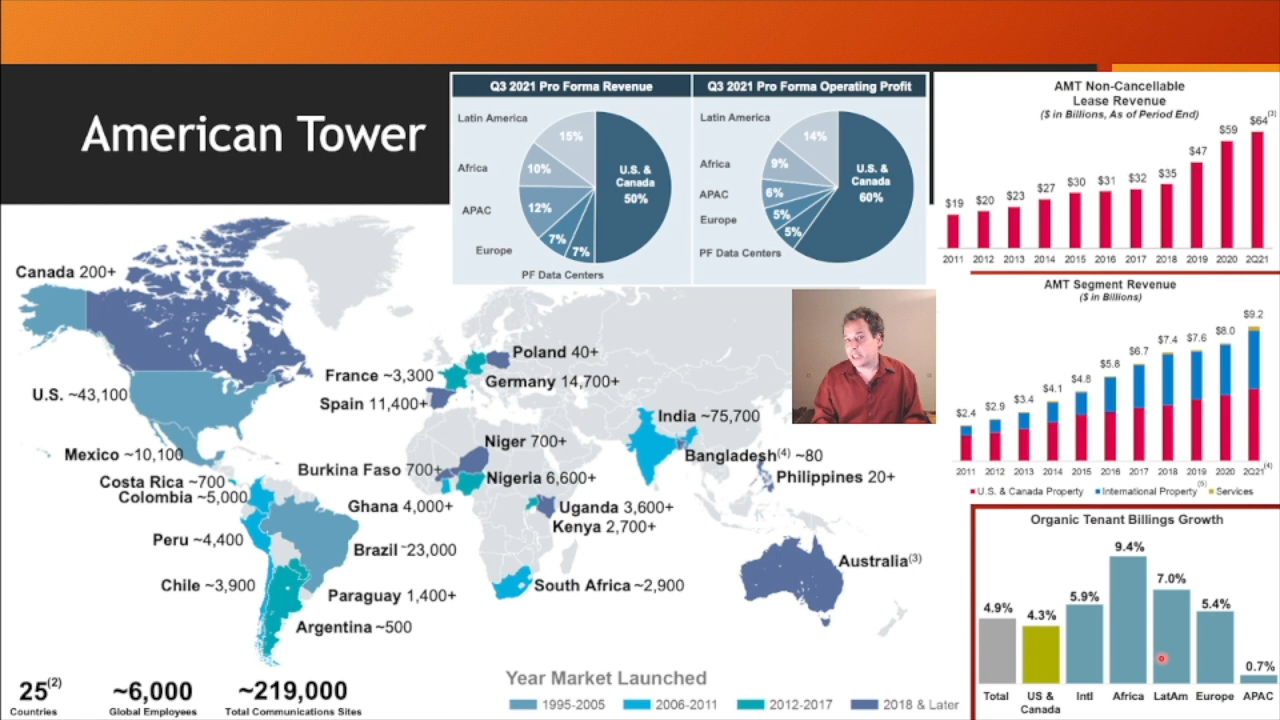 American Tower
Q3 2021 Pro Forma Revenue
Latin America
15%
Africa
10%
APAC
12%
Europe
7%
7%
PF Data Centers
U.S. &
Canada
50%
Q3 2021 Pro Forma Operating Profit
Latin America
14%
Africa
9%
APAC
6%
Europe
5%
5%
PF Data Centers
U.S. &
Canada
60%
AMT Non-Cancellable
Lease Revenue
($ in Billions, As of Period End)
$19 $20 $23 $27 $30 $31 $32 $35 $47 $59 $64(3)
2011 2012 2013 2014 2015 2016 2017 2018 2019 2020 2Q21
AMT Segment Revenue
($ in Billions)
$2.4 $2.9 $3.4 $4.1 $4.8 $5.8 $6.7 $7.4 $7.6 $8.0 $9.2
2011 2012 2013 2014 2015 2016 2017 2018 2019 2020 2Q21(4)
U.S. & Canada Property International Property(5) Services
Organic Tenant Billings Growth
4.9% 4.3% 5.9% 9.4% 7.0% 5.4% 0.7%
Total US & Canada Intl Africa LatAm Europe APAC
Canada 200+
U.S. ~43,100
Mexico ~10,100
Costa Rica ~700
Colombia ~5,000
Peru ~4,400
Chile ~3,900
Brazil ~23,000
Paraguay 1,400+
Argentina ~500
Poland 40+
France ~3,300
Germany 14,700+
Spain 11,400+
Niger 700+
Burkina Faso 700+
Nigeria 6,600+
Ghana 4,000+
Uganda 3,600+
Kenya 2,700+
South Africa ~2,900
India ~75,700
Bangladesh(4) ~80
Philippines 20+
Australia(3)
25(2)
Countries
~6,000
Global Employees
~219,000
Total Communications Sites
Year Market Launched
1995-2005 2006-2011 2012-2017 2018 & Later